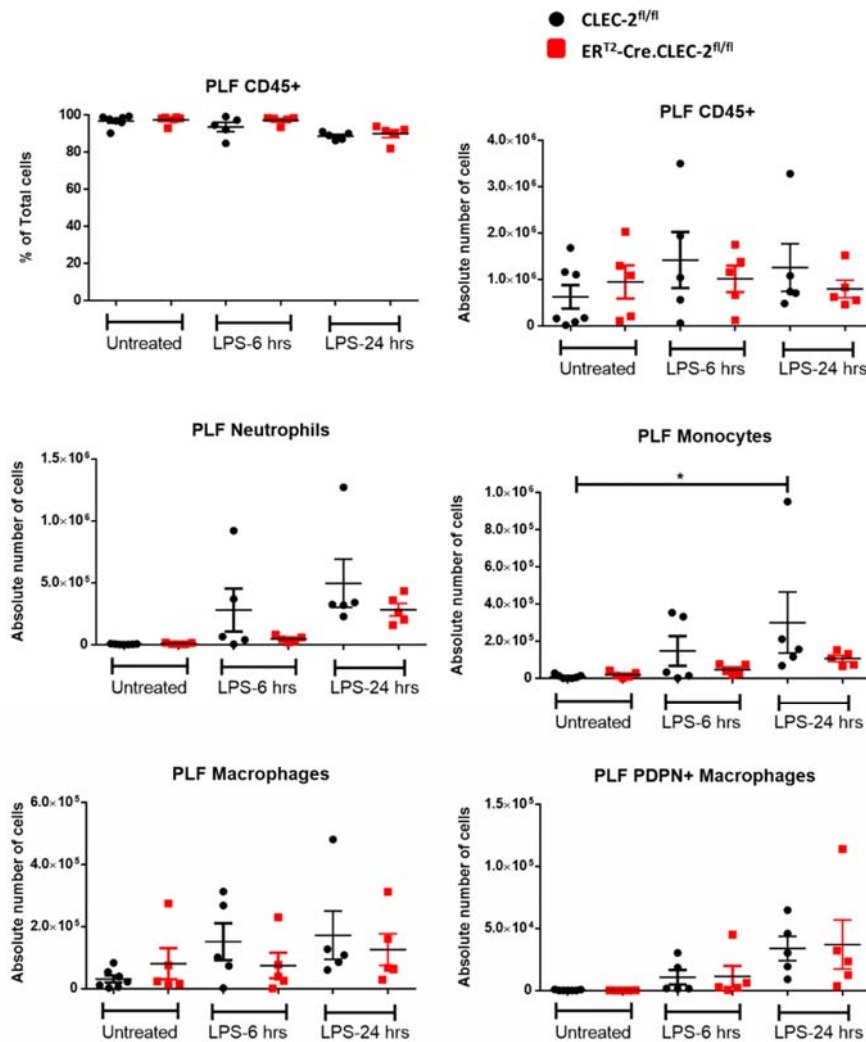 CLEC-2fl/fl
ERT2-Cre.CLEC-2fl/fl
PLF CD45+
% of Total cells
100
80
60
40
20
0
Untreated
LPS-6 hrs
LPS-24 hrs
PLF CD45+
Absolute number of cells
4.0×10⁶
3.0×10⁶
2.0×10⁶
1.0×10⁶
0
Untreated
LPS-6 hrs
LPS-24 hrs
PLF Neutrophils
Absolute number of cells
1.5×10⁶
1.0×10⁶
5.0×10⁵
0
Untreated
LPS-6 hrs
LPS-24 hrs
PLF Monocytes
*
Absolute number of cells
1.0×10⁶
8.0×10⁵
6.0×10⁵
4.0×10⁵
2.0×10⁵
0
Untreated
LPS-6 hrs
LPS-24 hrs
PLF Macrophages
Absolute number of cells
6.0×10⁵
4.0×10⁵
2.0×10⁵
0
Untreated
LPS-6 hrs
LPS-24 hrs
PLF PDPN+ Macrophages
Absolute number of cells
1.5×10⁵
1.0×10⁵
5.0×10⁴
0
Untreated
LPS-6 hrs
LPS-24 hrs